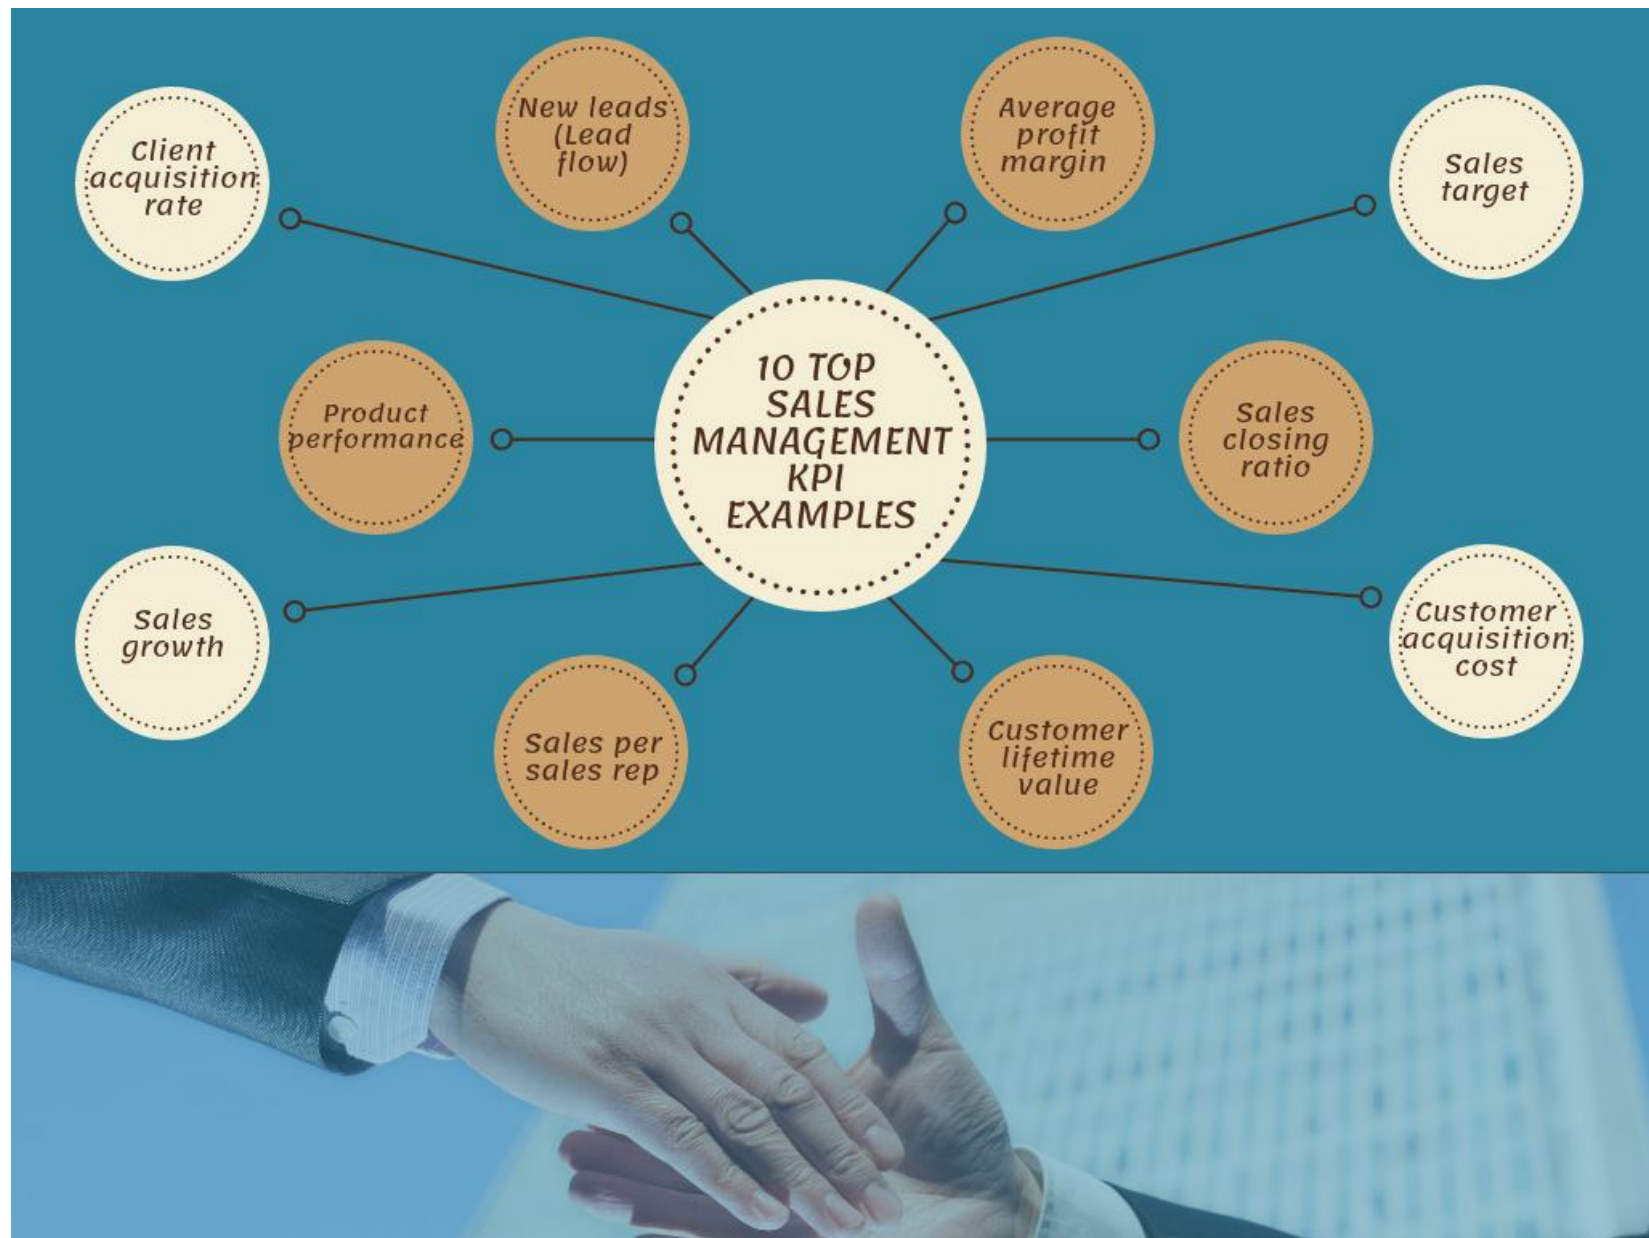 Client
acquisition
rate
New leads
(Lead
flow)
Average
profit
margin
Sales
target
Product
performance
10 TOP
SALES
MANAGEMENT
KPI
EXAMPLES
Sales
closing
ratio
Sales
growth
Sales per
sales rep
Customer
lifetime
value
Customer
acquisition
cost